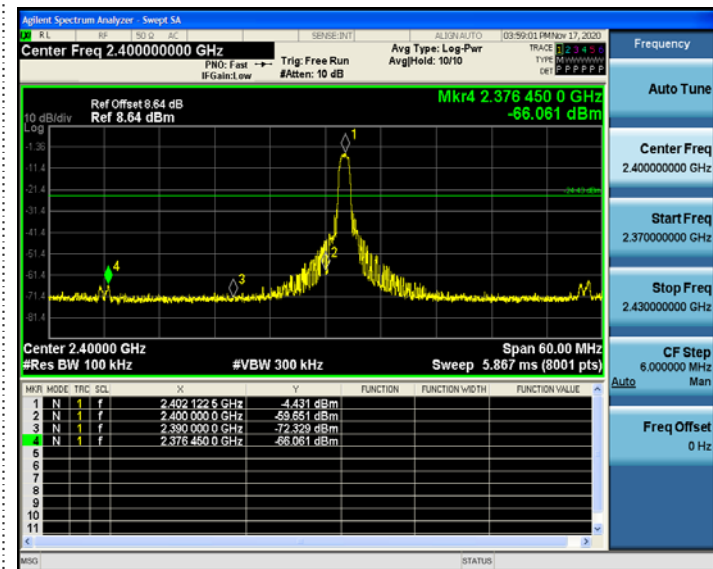 Agilent Spectrum Analyzer - Swept SA
RL RF 50 Ω AC SENSE:INT ALIGNAUTO 03:59:01 PMNov 17, 2020
Center Freq 2.400000000 GHz
PNO: Fast
IFGain:Low
Trig: Free Run
#Atten: 10 dB
Avg Type: Log-Pwr
Avg|Hold: 10/10
TRACE 1 2 3 4 5 6
TYPE MWWWWW
DET P P P P P P
Ref Offset 8.64 dB
10 dB/div Ref 8.64 dBm
Log
Mkr4 2.376 450 0 GHz
-66.061 dBm
-1.36
-11.4
-21.4
-24.43 dBm
-31.4
-41.4
-51.4
-61.4
-71.4
-81.4
1
2
3
4
Center 2.40000 GHz Span 60.00 MHz
#Res BW 100 kHz #VBW 300 kHz Sweep 5.867 ms (8001 pts)
MKR MODE TRC SCL X Y FUNCTION FUNCTION WIDTH FUNCTION VALUE
1 N 1 f 2.402 122 5 GHz -4.431 dBm
2 N 1 f 2.400 000 0 GHz -59.651 dBm
3 N 1 f 2.390 000 0 GHz -72.329 dBm
4 N 1 f 2.376 450 0 GHz -66.061 dBm
5
6
7
8
9
10
11
MSG STATUS
Frequency
Auto Tune
Center Freq
2.400000000 GHz
Start Freq
2.370000000 GHz
Stop Freq
2.430000000 GHz
CF Step
6.000000 MHz
Auto Man
Freq Offset
0 Hz